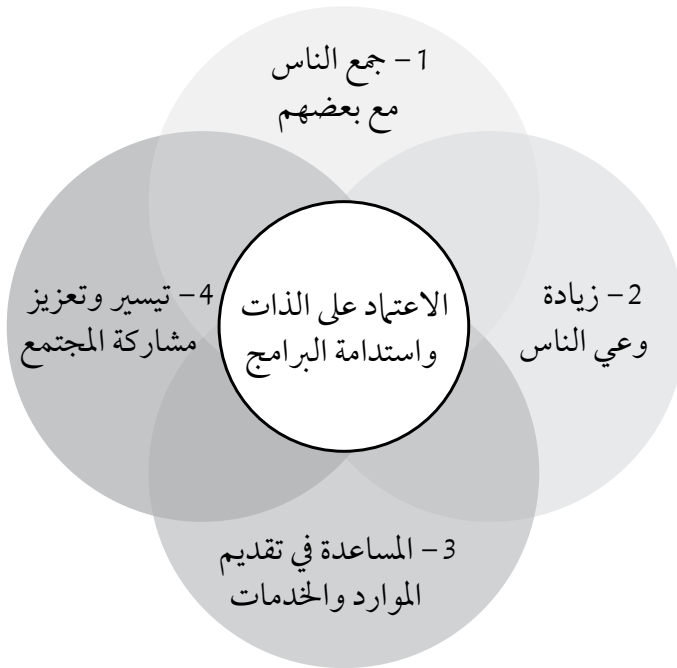 1- جمع الناس
مع بعضهم
2- زيادة
وعي الناس
3- المساعدة في تقديم
الموارد والخدمات
4- تيسير وتعزيز
مشاركة المجتمع
الاعتماد على الذات
واستدامة البرامج